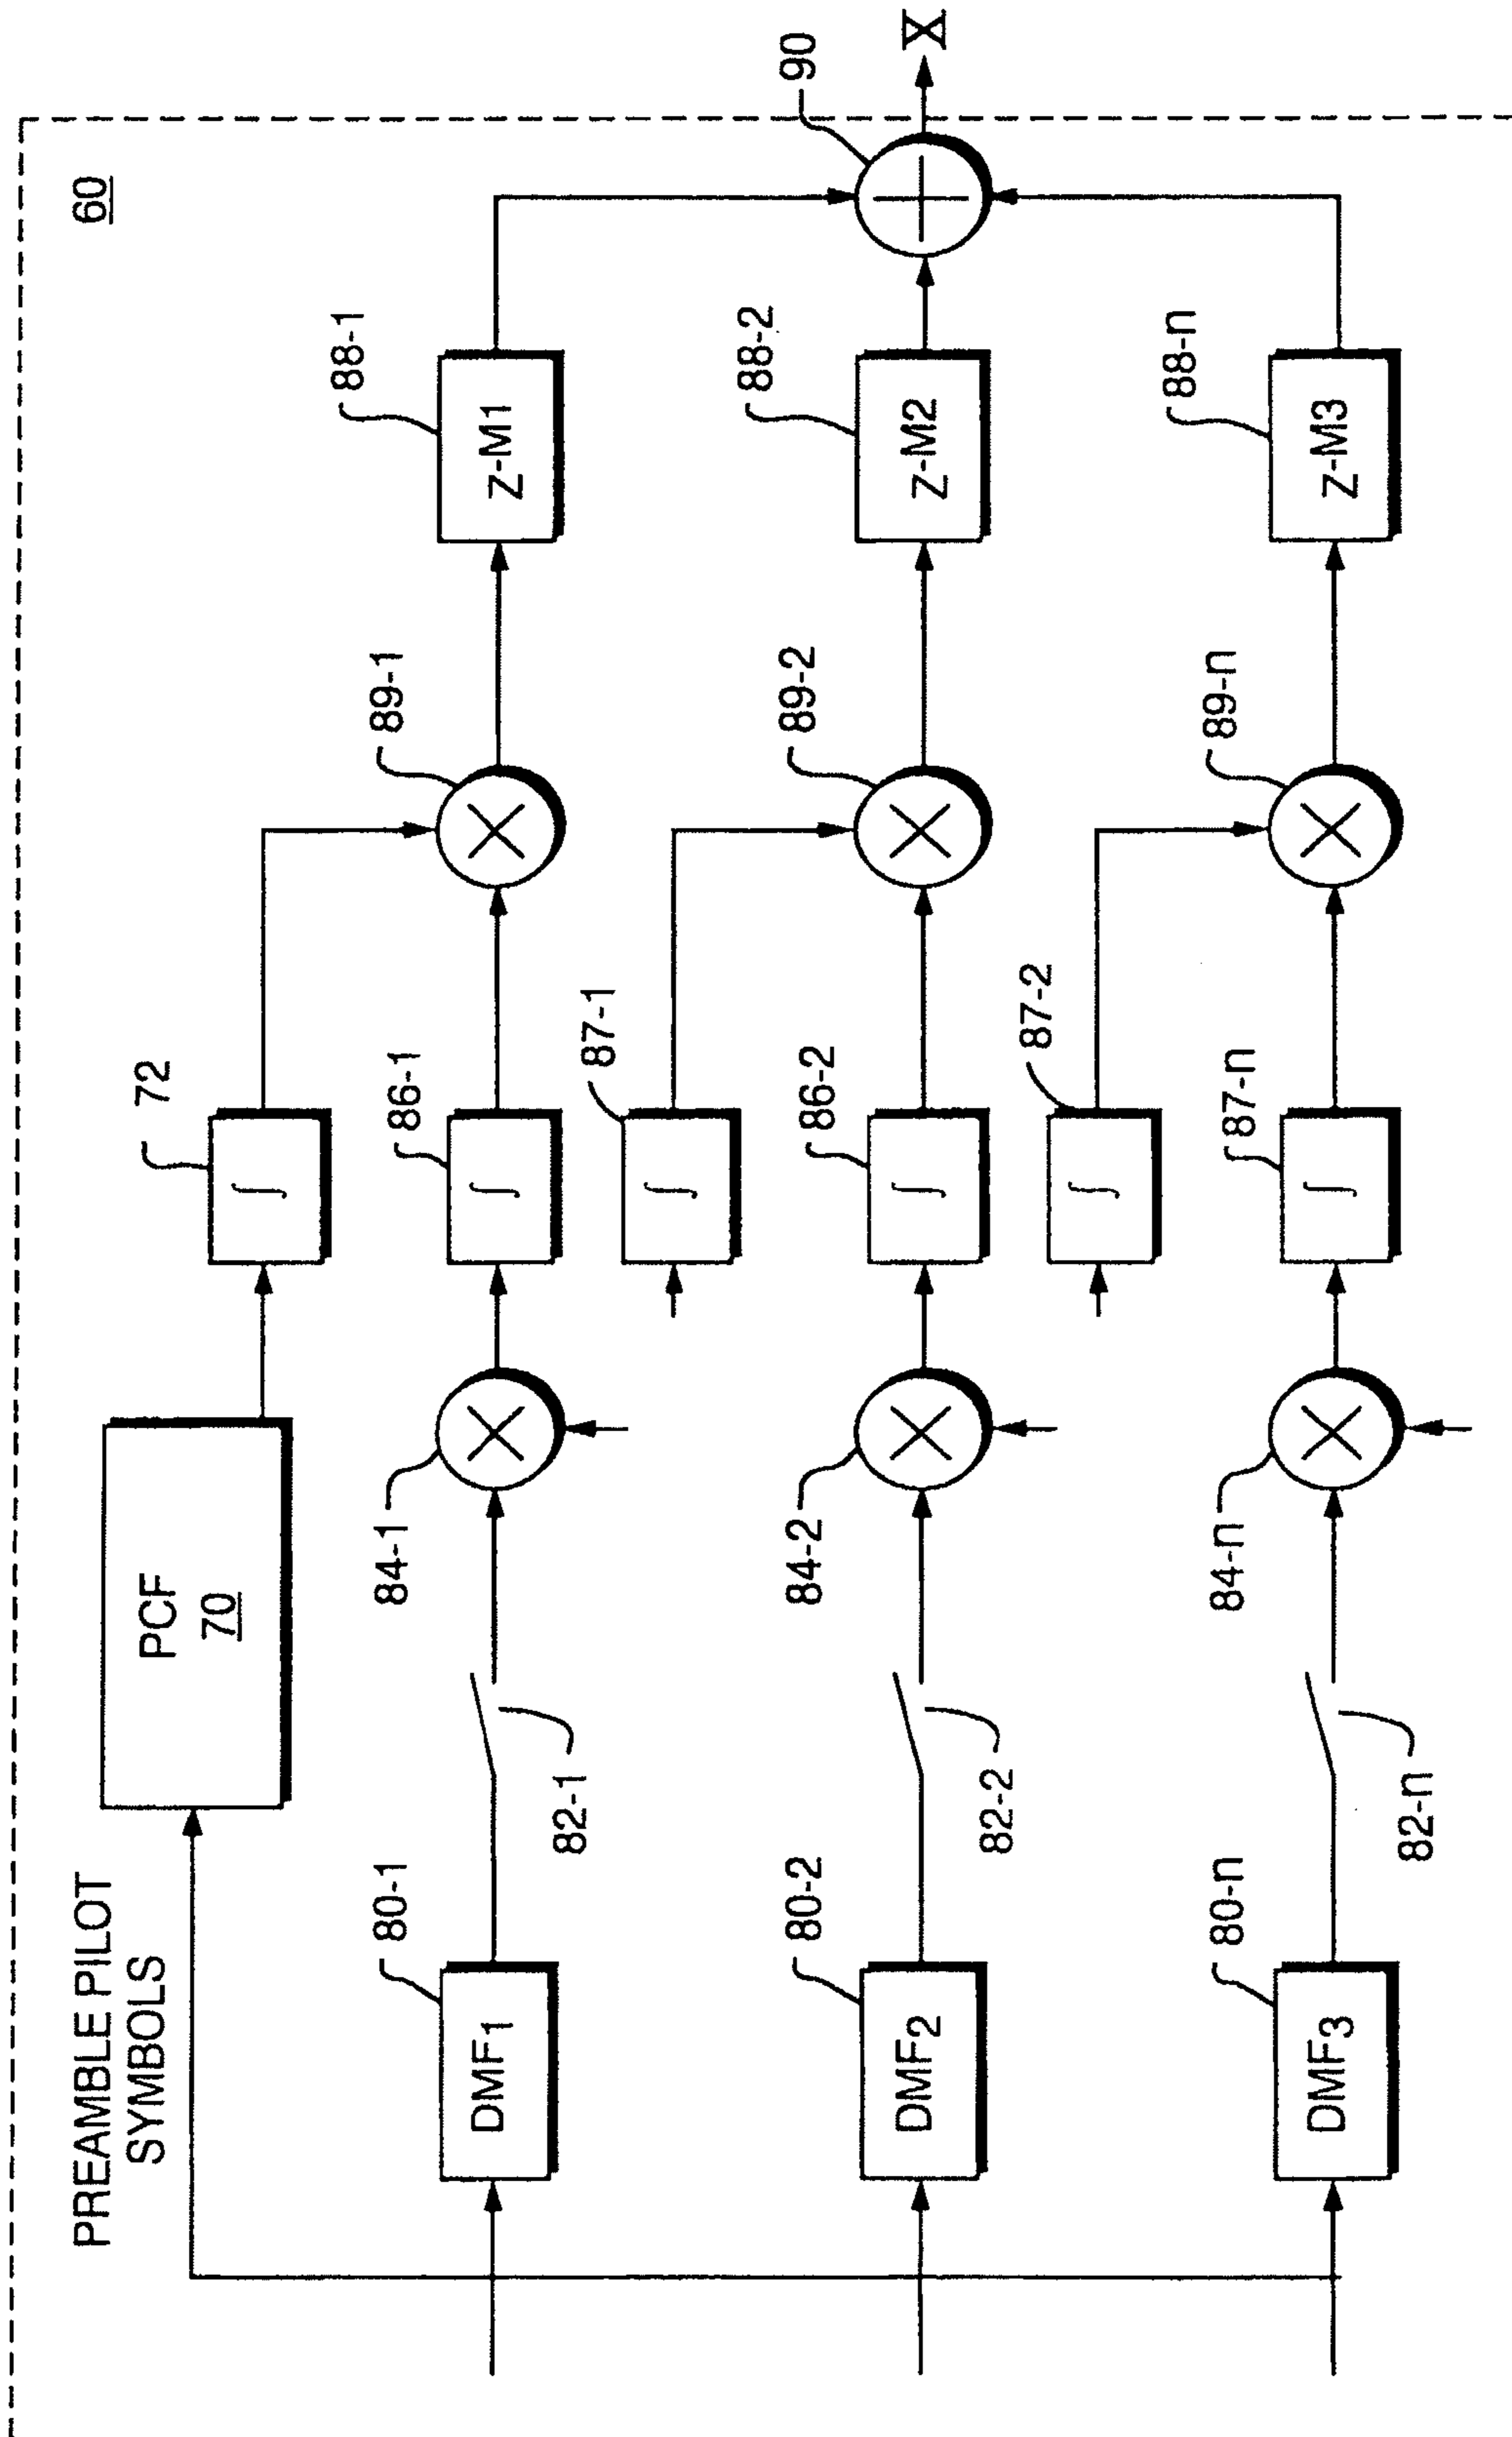 60
PREAMBLE PILOT
SYMBOLS
PCF
70
72
∫
80-1
DMF1
82-1
84-1
86-1
∫
89-1
88-1
Z-M1
87-1
∫
90
X
80-2
DMF2
82-2
84-2
86-2
∫
89-2
88-2
Z-M2
87-2
∫
80-n
DMF3
82-n
84-n
87-n
∫
89-n
88-n
Z-M3